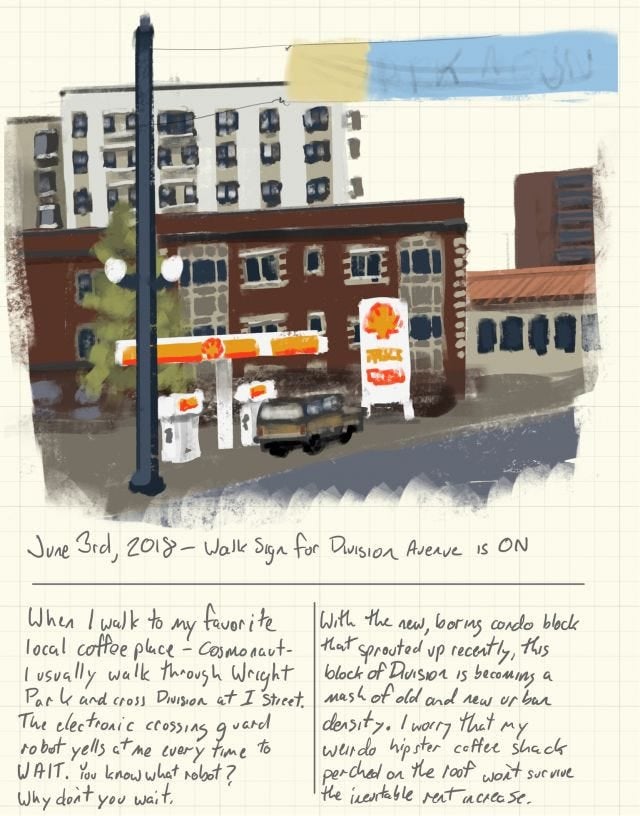 June 3rd, 2018 – Walk Sign for Division Avenue is ON
When I walk to my favorite
local coffee place – Cosmonaut –
I usually walk through Wright
Park and cross Division at I Street.
The electronic crossing guard
robot yells at me every time to
WAIT. You know what robot?
Why don't you wait.
With the new, boring condo block
that sprouted up recently, this
block of Division is becoming a
mash of old and new urban
density. I worry that my
weirdo hipster coffee shack
perched on the roof won't survive
the inevitable rent increase.